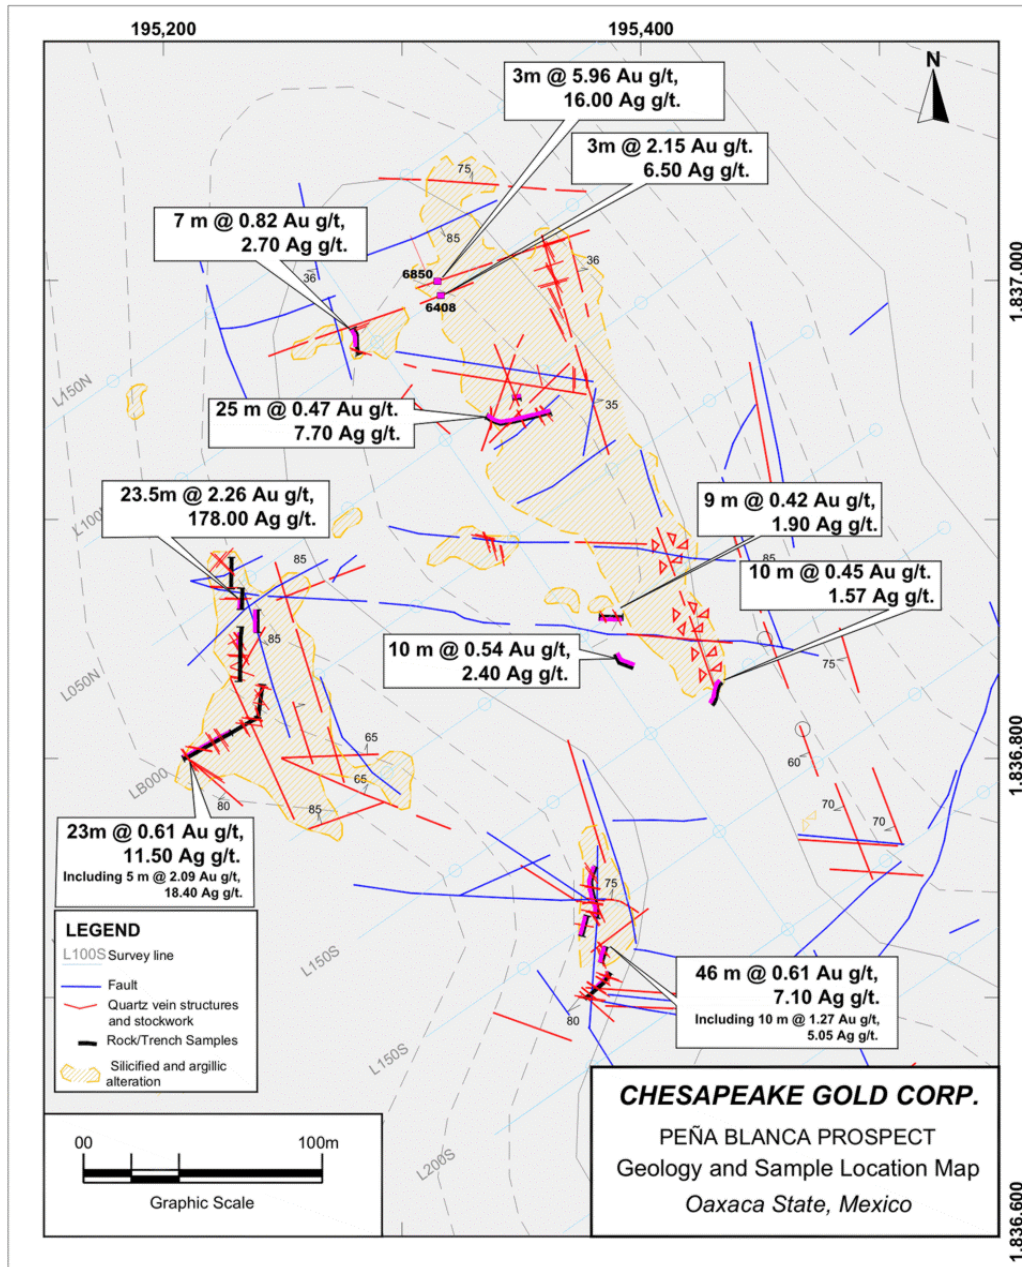 195,200
195,400
N
3m @ 5.96 Au g/t,
16.00 Ag g/t.
3m @ 2.15 Au g/t.
6.50 Ag g/t.
75
7 m @ 0.82 Au g/t,
2.70 Ag g/t.
85
36
36
6850
6408
1.837.000
L150N
35
25 m @ 0.47 Au g/t.
7.70 Ag g/t.
23.5m @ 2.26 Au g/t,
178.00 Ag g/t.
L100N
9 m @ 0.42 Au g/t,
1.90 Ag g/t.
85
85
10 m @ 0.45 Au g/t.
1.57 Ag g/t.
85
10 m @ 0.54 Au g/t,
2.40 Ag g/t.
75
L050N
65
65
60
1.836.800
LB000
80
85
70
70
23m @ 0.61 Au g/t,
11.50 Ag g/t.
Including 5 m @ 2.09 Au g/t,
18.40 Ag g/t.
75
LEGEND
L100S Survey line
Fault
Quartz vein structures
and stockwork
Rock/Trench Samples
Silicified and argillic
alteration
L150S
46 m @ 0.61 Au g/t,
7.10 Ag g/t.
Including 10 m @ 1.27 Au g/t,
5.05 Ag g/t.
80
L150S
L200S
00
100m
Graphic Scale
CHESAPEAKE GOLD CORP.
PEÑA BLANCA PROSPECT
Geology and Sample Location Map
Oaxaca State, Mexico
1.836.600